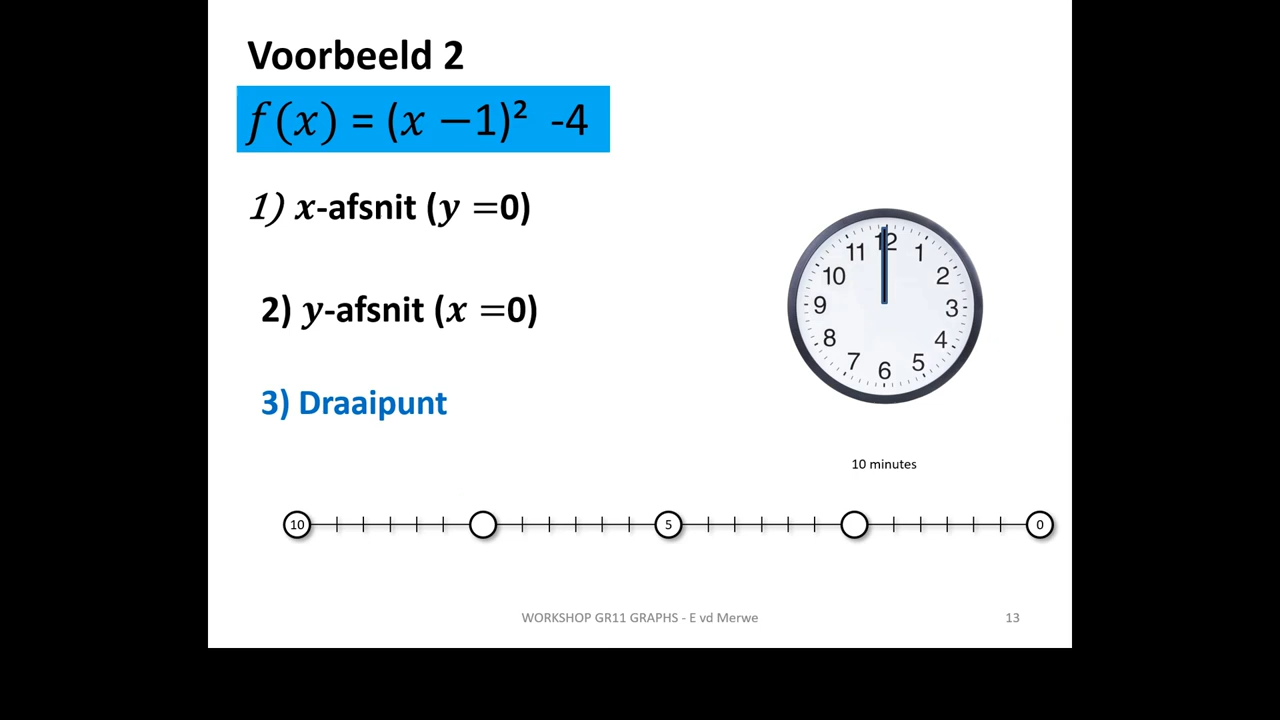 Voorbeeld 2
f(x) = (x −1)² -4
1) x-afsnit (y =0)
2) y-afsnit (x =0)
3) Draaipunt
12
1
2
3
4
5
6
7
8
9
10
11
10 minutes
10
5
0
WORKSHOP GR11 GRAPHS - E vd Merwe
13